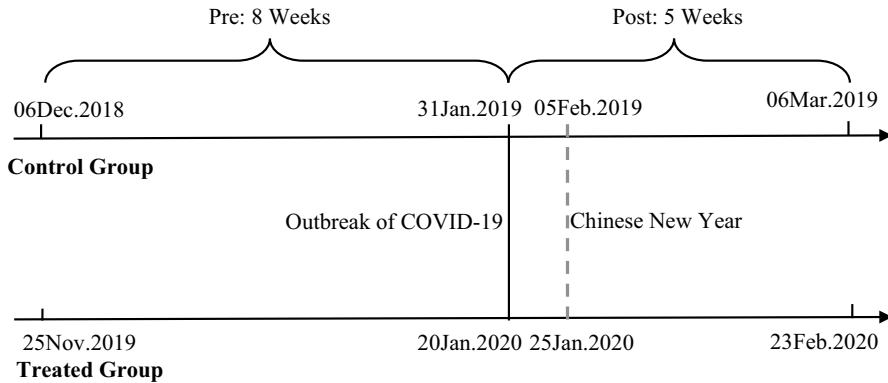 Pre: 8 Weeks
Post: 5 Weeks
06Dec.2018
31Jan.2019
05Feb.2019
06Mar.2019
Control Group
Outbreak of COVID-19
Chinese New Year
25Nov.2019
20Jan.2020
25Jan.2020
23Feb.2020
Treated Group